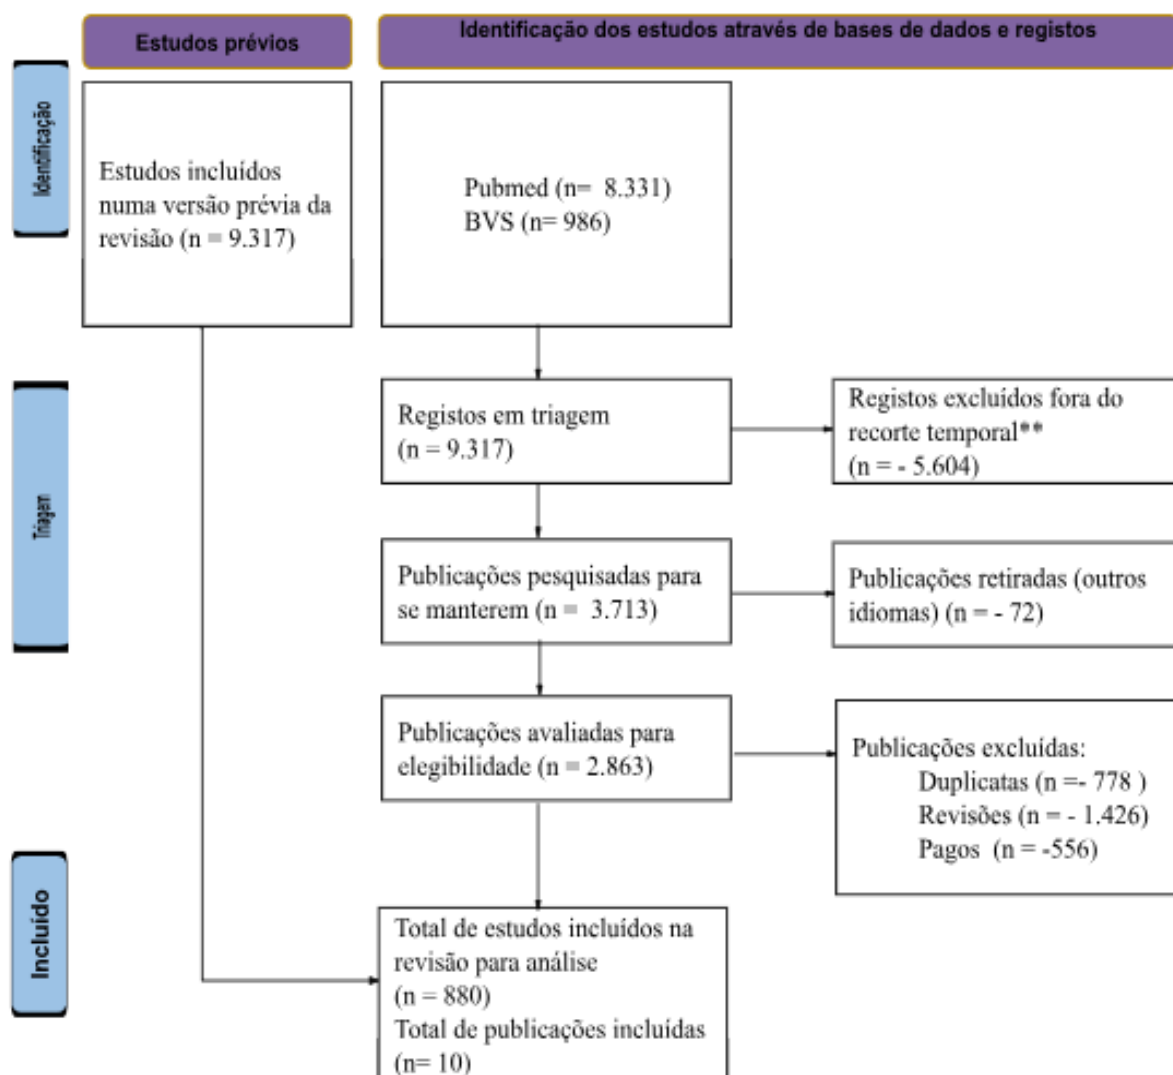 Estudos prévios
Identificação dos estudos através de bases de dados e registos
Identificação
Estudos incluídos
numa versão prévia da
revisão (n = 9.317)
Pubmed (n= 8.331)
BVS (n= 986)
Triagem
Registos em triagem
(n = 9.317)
Registos excluídos fora do
recorte temporal**
(n = - 5.604)
Publicações pesquisadas para
se manterem (n = 3.713)
Publicações retiradas (outros
idiomas) (n = - 72)
Publicações avaliadas para
elegibilidade (n = 2.863)
Publicações excluídas:
Duplicatas (n =- 778 )
Revisões (n = - 1.426)
Pagos (n = -556)
Incluído
Total de estudos incluídos na
revisão para análise
(n = 880)
Total de publicações incluídas
(n= 10)